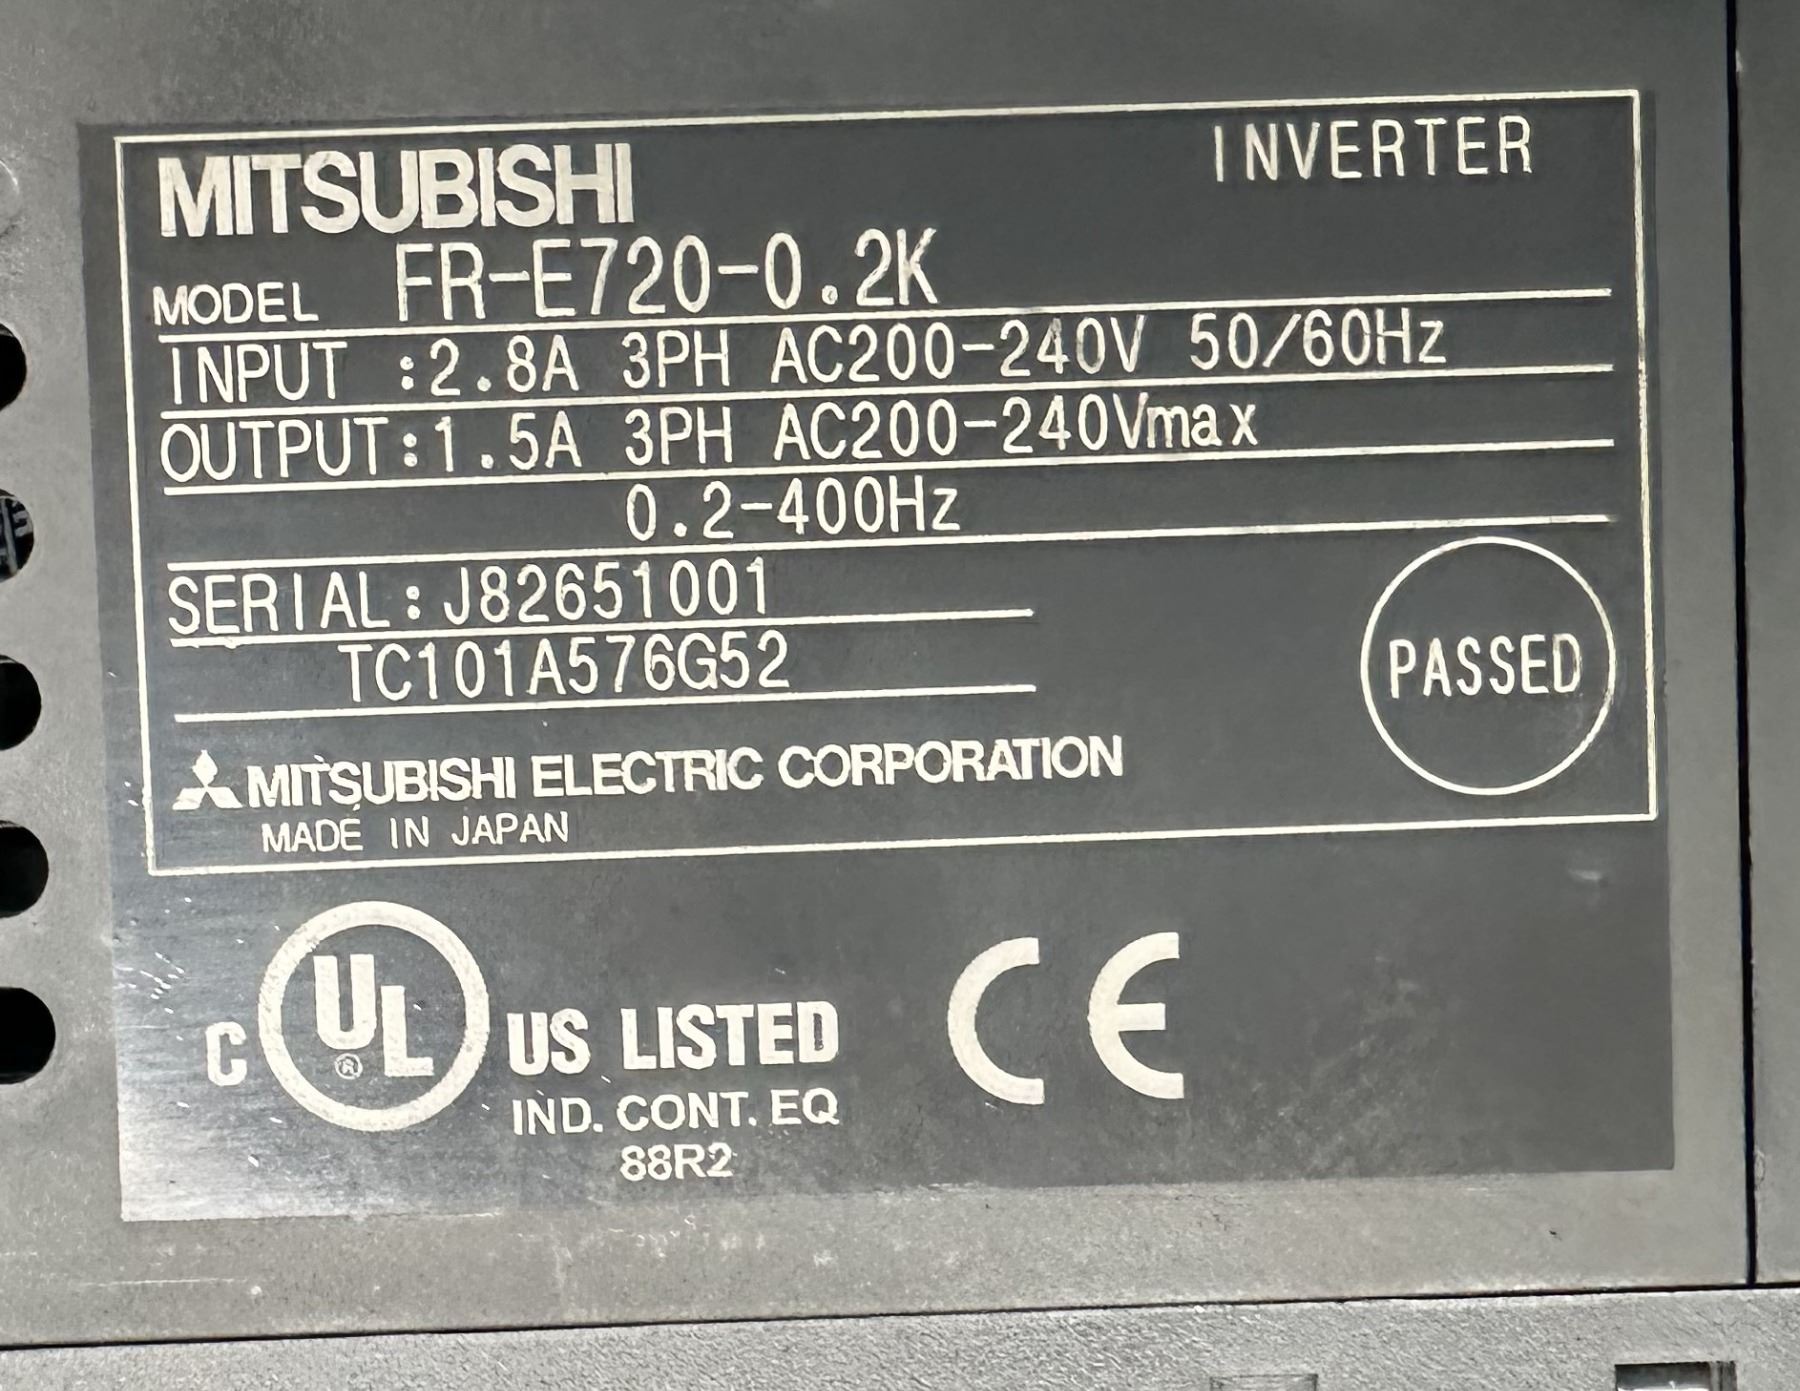 MITSUBISHI INVERTER
MODEL FR-E720-0.2K
INPUT :2.8A 3PH AC200-240V 50/60Hz
OUTPUT:1.5A 3PH AC200-240Vmax
0.2-400Hz
SERIAL:J82651001
TC101A576G52
PASSED
MITSUBISHI ELECTRIC CORPORATION
MADE IN JAPAN
C UL® US LISTED CE
IND. CONT. EQ
88R2